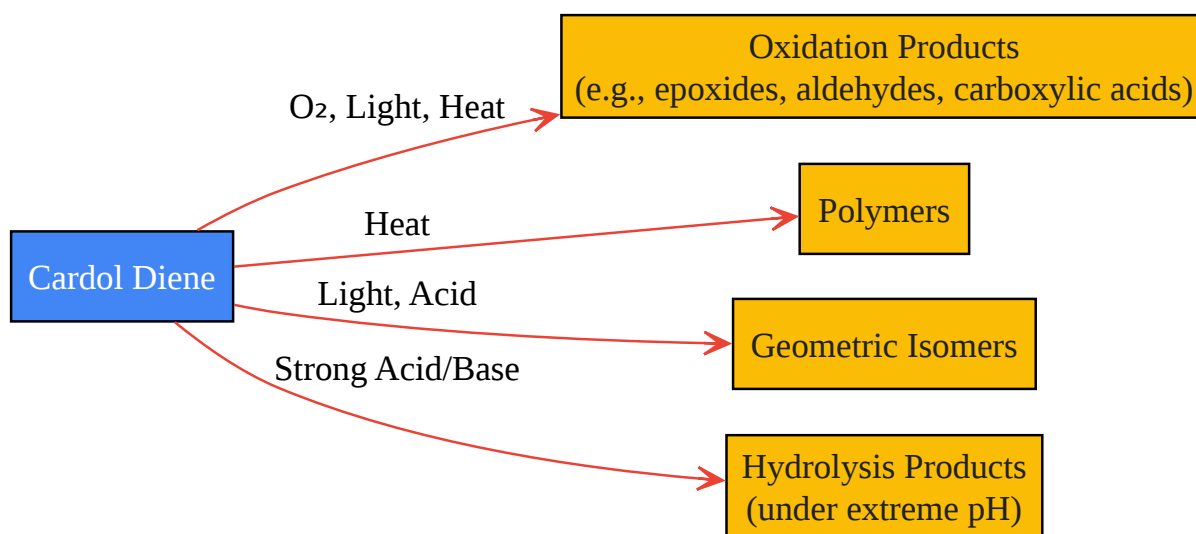 Oxidation Products
(e.g., epoxides, aldehydes, carboxylic acids)
O₂, Light, Heat
Polymers
Heat
Cardol Diene
Light, Acid
Geometric Isomers
Strong Acid/Base
Hydrolysis Products
(under extreme pH)